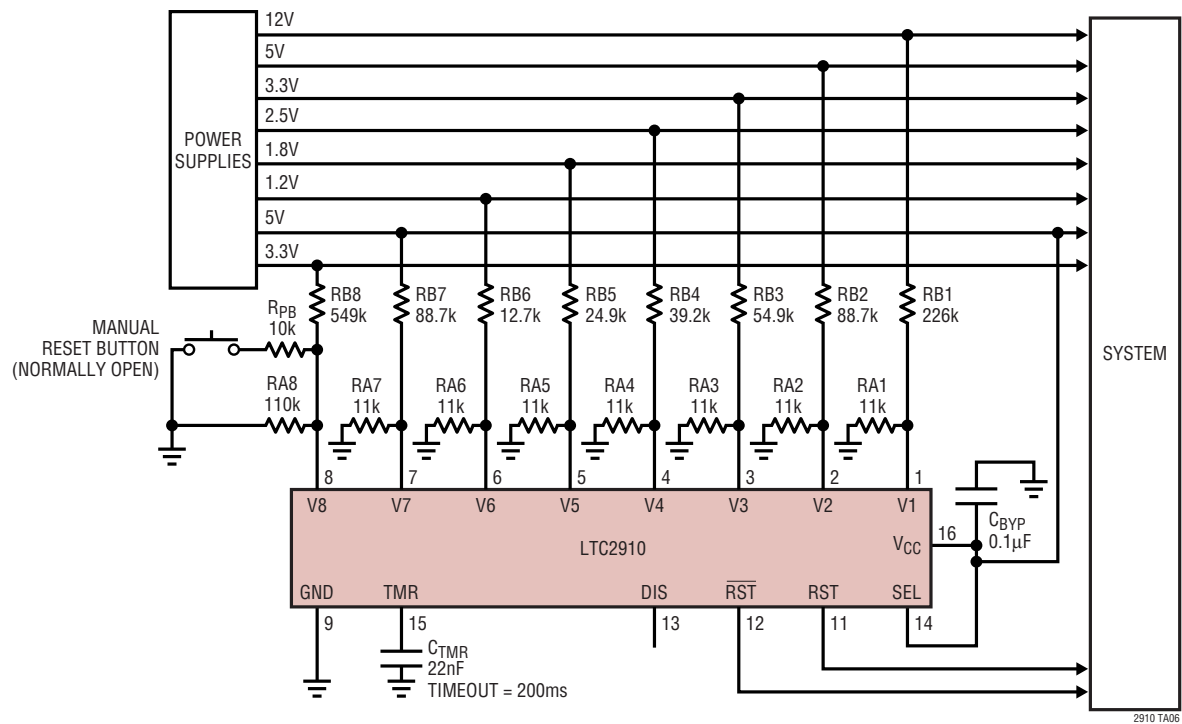 12V
5V
3.3V
2.5V
1.8V
1.2V
5V
3.3V
POWER
SUPPLIES
SYSTEM
MANUAL
RESET BUTTON
(NORMALLY OPEN)
RPB
10k
RB8
549k
RB7
88.7k
RB6
12.7k
RB5
24.9k
RB4
39.2k
RB3
54.9k
RB2
88.7k
RB1
226k
RA8
110k
RA7
11k
RA6
11k
RA5
11k
RA4
11k
RA3
11k
RA2
11k
RA1
11k
8
7
6
5
4
3
2
1
V8
V7
V6
V5
V4
V3
V2
V1
LTC2910
VCC
16
CBYP
0.1µF
GND
TMR
DIS
RST
RST
SEL
9
15
13
12
11
14
CTMR
22nF
TIMEOUT = 200ms
2910 TA06